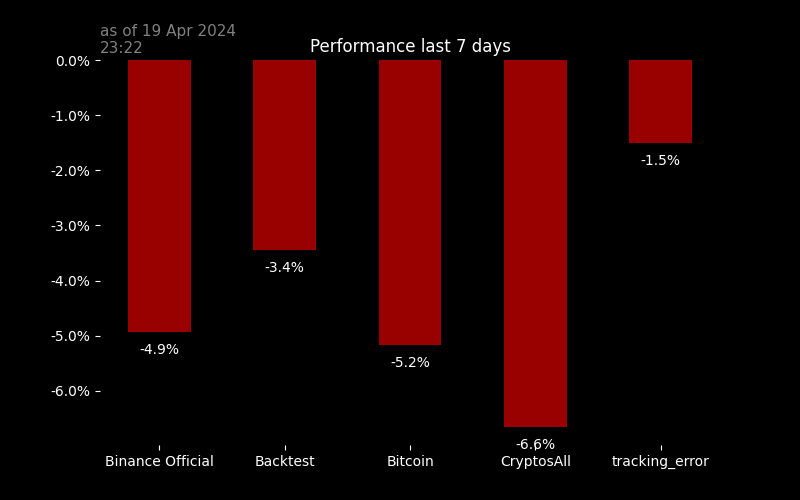 as of 19 Apr 2024
23:22
Performance last 7 days
0.0%
-1.0%
-2.0%
-3.0%
-4.0%
-5.0%
-6.0%
-4.9%
-3.4%
-5.2%
-6.6%
-1.5%
Binance Official
Backtest
Bitcoin
CryptosAll
tracking_error